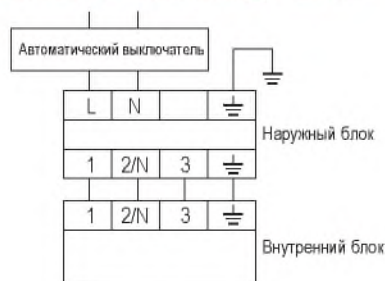 Автоматический выключатель
L N
Наружный блок
1 2/N 3
1 2/N 3
Внутренний блок